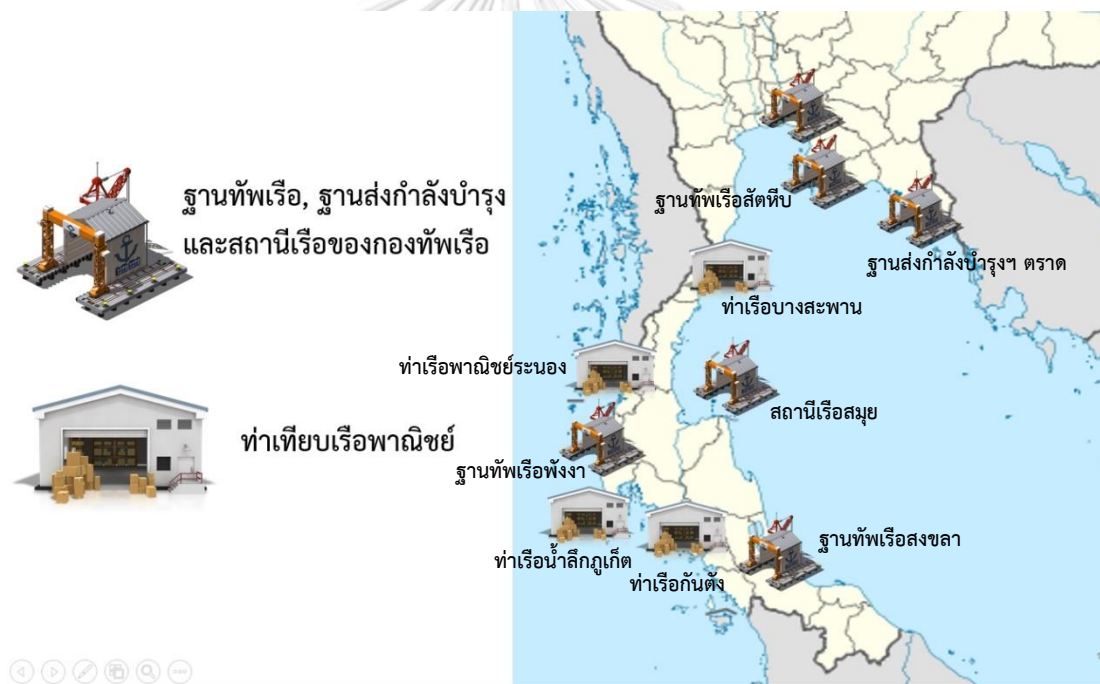 ฐานทัพเรือ, ฐานส่งกำลังบำรุง
และสถานีเรือของกองทัพเรือ
ท่าเทียบเรือพาณิชย์
ฐานทัพเรือสัตหีบ
ฐานส่งกำลังบำรุงฯ ตราด
ท่าเรือบางสะพาน
ท่าเรือพาณิชย์ระนอง
สถานีเรือสมุย
ฐานทัพเรือพังงา
ฐานทัพเรือสงขลา
ท่าเรือน้ำลึกภูเก็ต
ท่าเรือกันตัง